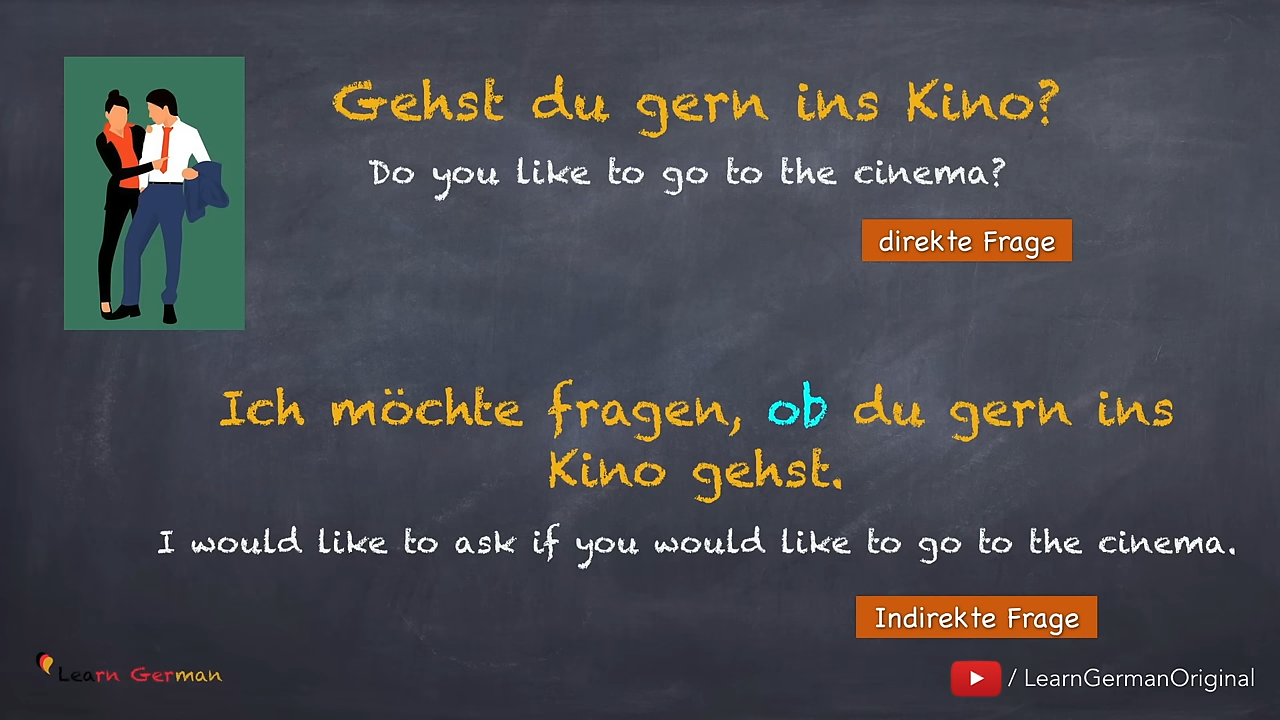 Gehst du gern ins Kino?
Do you like to go to the cinema?
direkte Frage
Ich möchte fragen, ob du gern ins
Kino gehst.
I would like to ask if you would like to go to the cinema.
Indirekte Frage
Learn German
/ LearnGermanOriginal